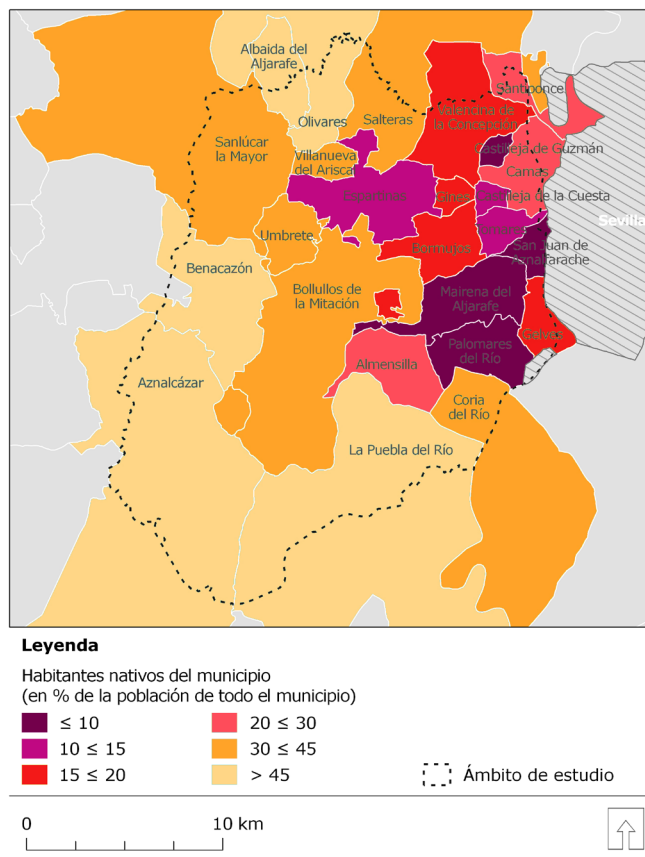 Albaida del
Aljarafe
Olivares
Salteras
Santiponce
Valencina de
la Concepción
Sanlúcar
la Mayor
Villanueva
del Ariscal
Castilleja de Guzmán
Camas
Espartinas
Gines
Castilleja de la Cuesta
Sevilla
Umbrete
Tomares
Bormujos
San Juan de
Aznalfarache
Benacazón
Bollullos de
la Mitación
Mairena del
Aljarafe
Gelves
Palomares
del Río
Almensilla
Aznalcázar
Coria
del Río
La Puebla del Río
Leyenda
Habitantes nativos del municipio
(en % de la población de todo el municipio)
≤ 10
20 ≤ 30
10 ≤ 15
30 ≤ 45
15 ≤ 20
> 45
Ámbito de estudio
0
10 km